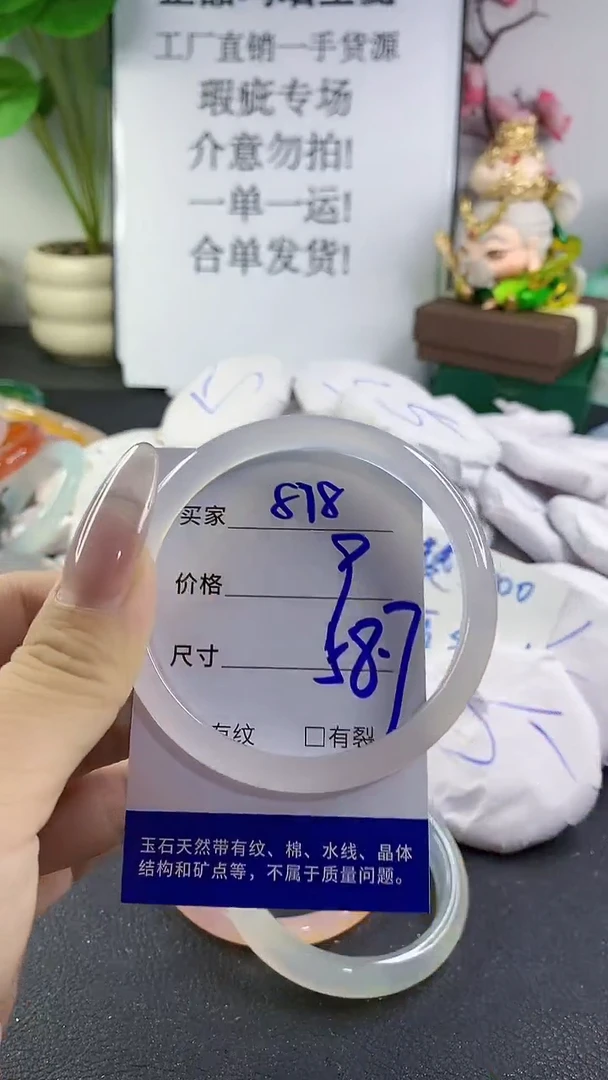 工厂直销一手货源
瑕疵专场
介意勿拍!
一单一运!
合单发货!
买家 878
价格
尺寸 58.7
有纹 □有裂
玉石天然带有纹、棉、水线、晶体
结构和矿点等，不属于质量问题。